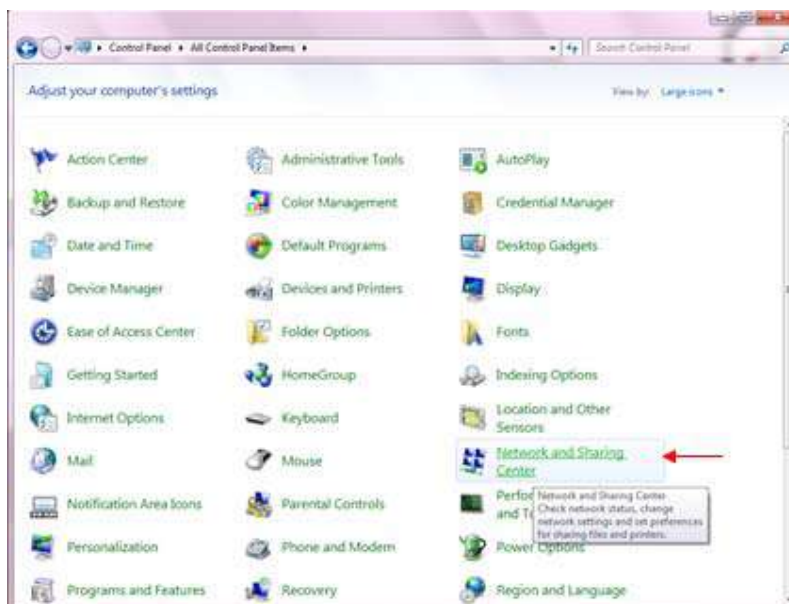 Control Panel All Control Panel Items
Search Control Panel
Adjust your computer's settings
View by: Large icons
Action Center
Administrative Tools
AutoPlay
Backup and Restore
Color Management
Credential Manager
Date and Time
Default Programs
Desktop Gadgets
Device Manager
Devices and Printers
Display
Ease of Access Center
Folder Options
Fonts
Getting Started
HomeGroup
Indexing Options
Internet Options
Keyboard
Location and Other
Sensors
Mail
Mouse
Network and Sharing
Center
Notification Area Icons
Parental Controls
Network and Sharing Center
Check network status, change
network settings and set preferences
for sharing files and printers.
Personalization
Phone and Modem
Power Options
Programs and Features
Recovery
Region and Language